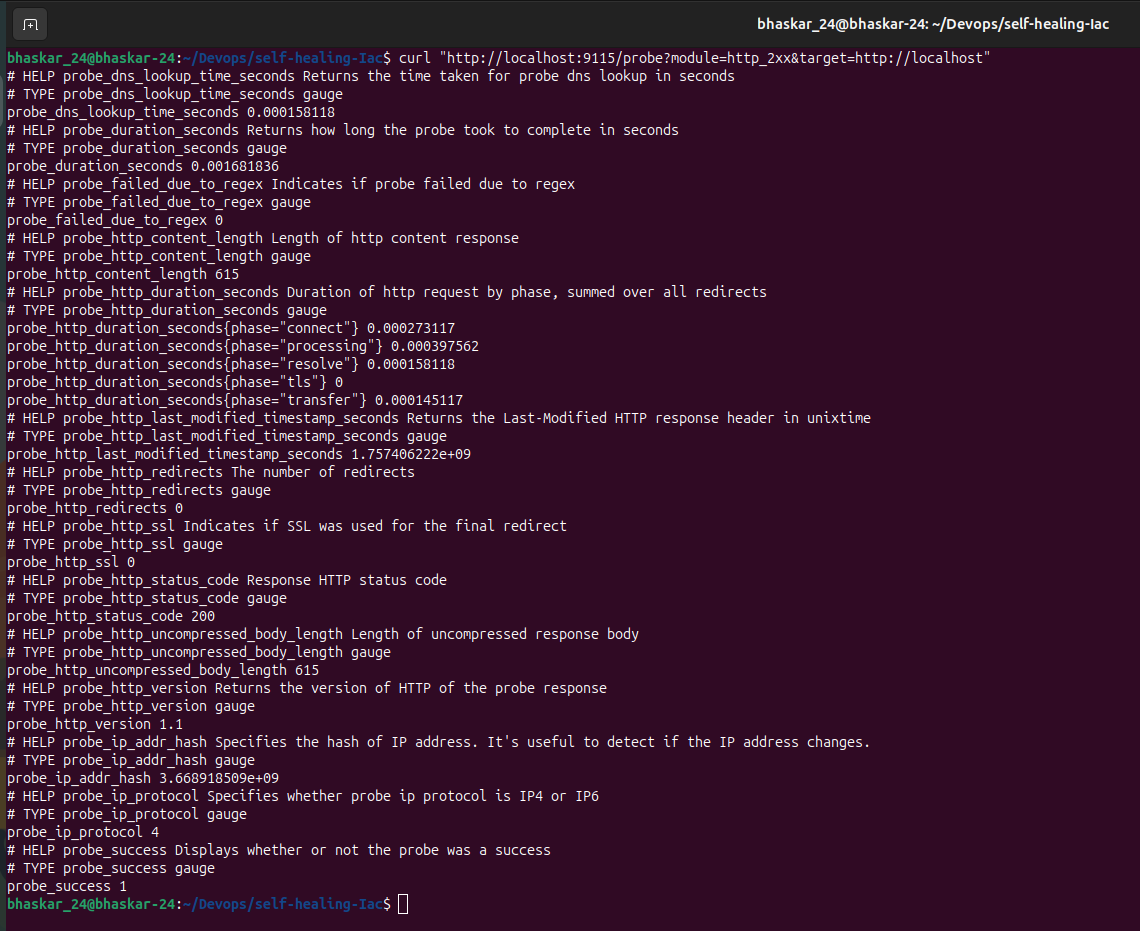 bhaskar_24@bhaskar-24: ~/Devops/self-healing-Iac
bhaskar_24@bhaskar-24:~/Devops/self-healing-Iac$ curl "http://localhost:9115/probe?module=http_2xx&target=http://localhost"
# HELP probe_dns_lookup_time_seconds Returns the time taken for probe dns lookup in seconds
# TYPE probe_dns_lookup_time_seconds gauge
probe_dns_lookup_time_seconds 0.000158118
# HELP probe_duration_seconds Returns how long the probe took to complete in seconds
# TYPE probe_duration_seconds gauge
probe_duration_seconds 0.001681836
# HELP probe_failed_due_to_regex Indicates if probe failed due to regex
# TYPE probe_failed_due_to_regex gauge
probe_failed_due_to_regex 0
# HELP probe_http_content_length Length of http content response
# TYPE probe_http_content_length gauge
probe_http_content_length 615
# HELP probe_http_duration_seconds Duration of http request by phase, summed over all redirects
# TYPE probe_http_duration_seconds gauge
probe_http_duration_seconds{phase="connect"} 0.000273117
probe_http_duration_seconds{phase="processing"} 0.000397562
probe_http_duration_seconds{phase="resolve"} 0.000158118
probe_http_duration_seconds{phase="tls"} 0
probe_http_duration_seconds{phase="transfer"} 0.000145117
# HELP probe_http_last_modified_timestamp_seconds Returns the Last-Modified HTTP response header in unixtime
# TYPE probe_http_last_modified_timestamp_seconds gauge
probe_http_last_modified_timestamp_seconds 1.757406222e+09
# HELP probe_http_redirects The number of redirects
# TYPE probe_http_redirects gauge
probe_http_redirects 0
# HELP probe_http_ssl Indicates if SSL was used for the final redirect
# TYPE probe_http_ssl gauge
probe_http_ssl 0
# HELP probe_http_status_code Response HTTP status code
# TYPE probe_http_status_code gauge
probe_http_status_code 200
# HELP probe_http_uncompressed_body_length Length of uncompressed response body
# TYPE probe_http_uncompressed_body_length gauge
probe_http_uncompressed_body_length 615
# HELP probe_http_version Returns the version of HTTP of the probe response
# TYPE probe_http_version gauge
probe_http_version 1.1
# HELP probe_ip_addr_hash Specifies the hash of IP address. It's useful to detect if the IP address changes.
# TYPE probe_ip_addr_hash gauge
probe_ip_addr_hash 3.668918509e+09
# HELP probe_ip_protocol Specifies whether probe ip protocol is IP4 or IP6
# TYPE probe_ip_protocol gauge
probe_ip_protocol 4
# HELP probe_success Displays whether or not the probe was a success
# TYPE probe_success gauge
probe_success 1
bhaskar_24@bhaskar-24:~/Devops/self-healing-Iac$